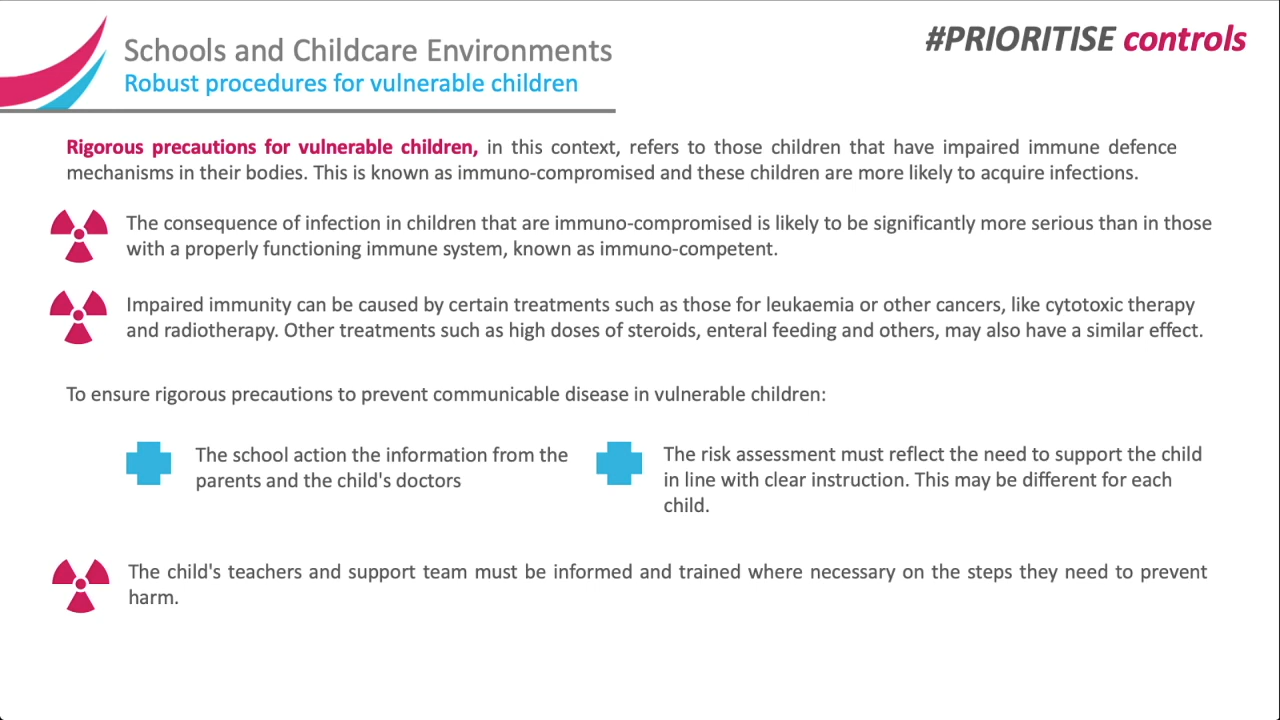 Schools and Childcare Environments
#PRIORITISE controls
Robust procedures for vulnerable children
Rigorous precautions for vulnerable children, in this context, refers to those children that have impaired immune defence
mechanisms in their bodies. This is known as immuno-compromised and these children are more likely to acquire infections.
The consequence of infection in children that are immuno-compromised is likely to be significantly more serious than in those
with a properly functioning immune system, known as immuno-competent.
Impaired immunity can be caused by certain treatments such as those for leukaemia or other cancers, like cytotoxic therapy
and radiotherapy. Other treatments such as high doses of steroids, enteral feeding and others, may also have a similar effect.
To ensure rigorous precautions to prevent communicable disease in vulnerable children:
The school action the information from the
parents and the child's doctors
The risk assessment must reflect the need to support the child
in line with clear instruction. This may be different for each
child.
The child's teachers and support team must be informed and trained where necessary on the steps they need to prevent
harm.